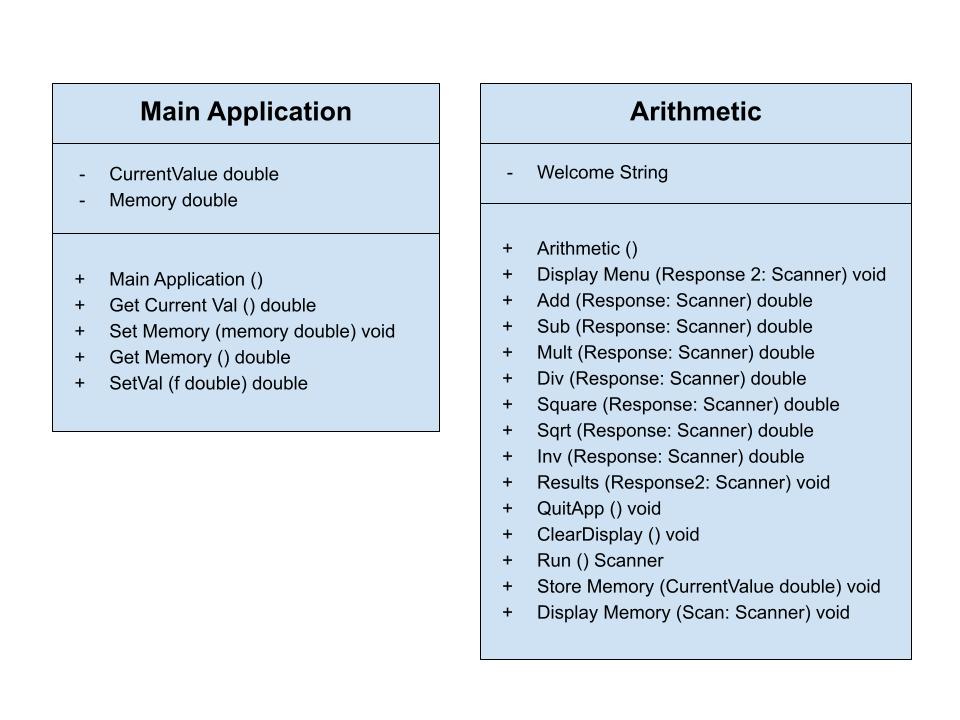 Main Application
- CurrentValue double
- Memory double
+ Main Application ()
+ Get Current Val () double
+ Set Memory (memory double) void
+ Get Memory () double
+ SetVal (f double) double
Arithmetic
- Welcome String
+ Arithmetic ()
+ Display Menu (Response 2: Scanner) void
+ Add (Response: Scanner) double
+ Sub (Response: Scanner) double
+ Mult (Response: Scanner) double
+ Div (Response: Scanner) double
+ Square (Response: Scanner) double
+ Sqrt (Response: Scanner) double
+ Inv (Response: Scanner) double
+ Results (Response2: Scanner) void
+ QuitApp () void
+ ClearDisplay () void
+ Run () Scanner
+ Store Memory (CurrentValue double) void
+ Display Memory (Scan: Scanner) void